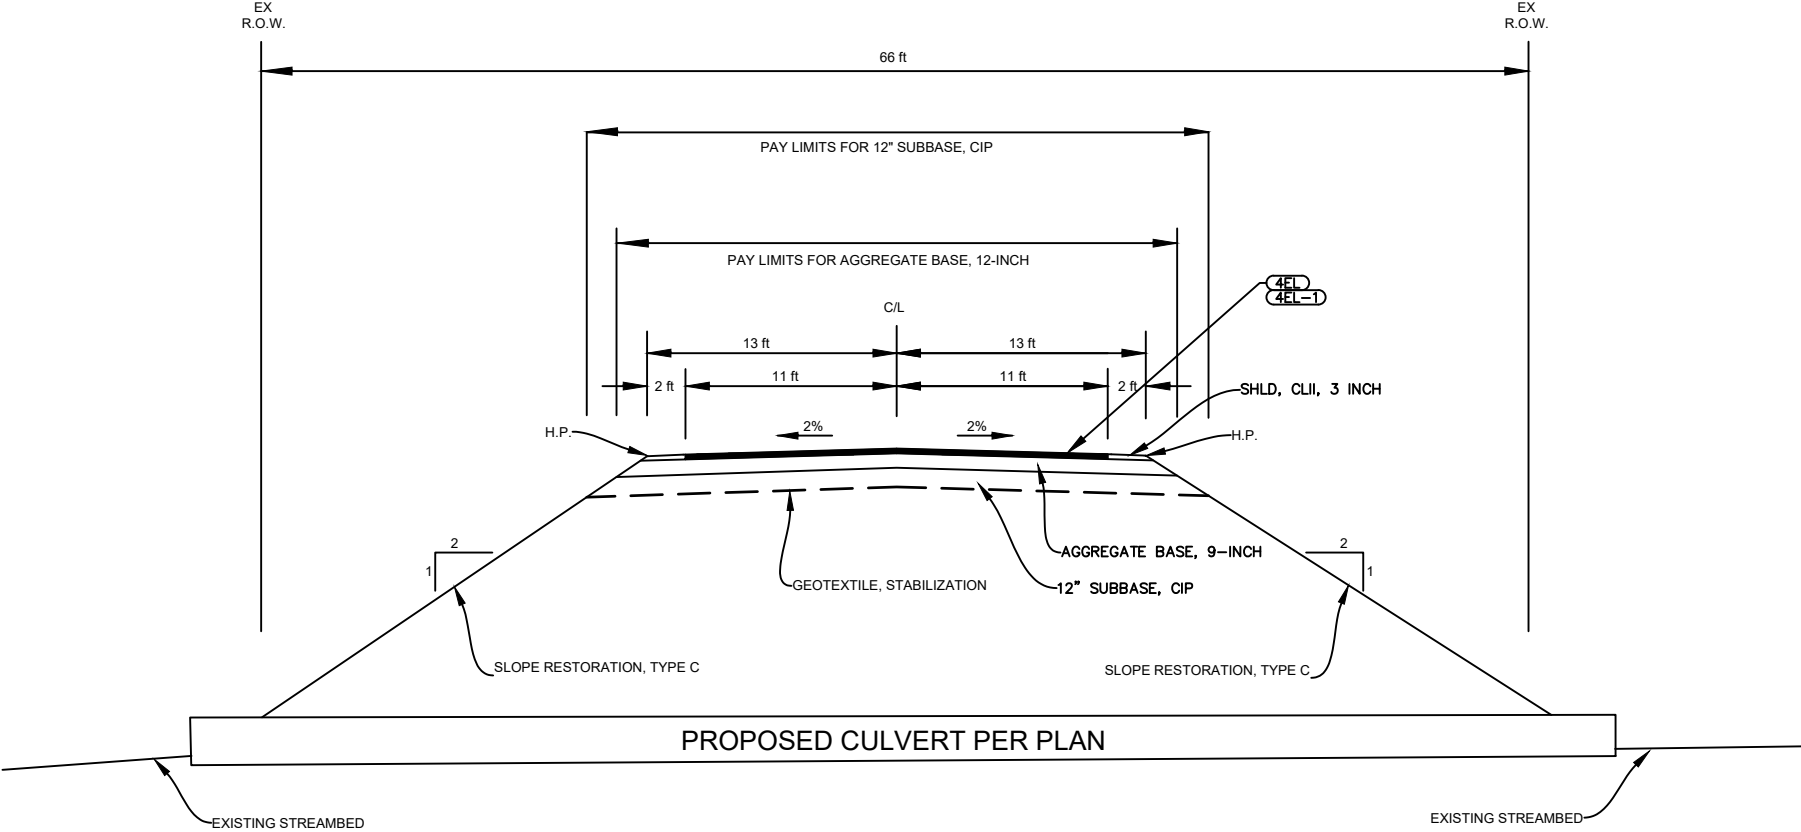 EX
R.O.W.
EX
R.O.W.
66 ft
PAY LIMITS FOR 12" SUBBASE, CIP
PAY LIMITS FOR AGGREGATE BASE, 12-INCH
4EL
4EL-1
C/L
13 ft
13 ft
2 ft
11 ft
11 ft
2 ft
SHLD, CLII, 3 INCH
H.P.
2%
2%
H.P.
2
1
AGGREGATE BASE, 9-INCH
2
1
GEOTEXTILE, STABILIZATION
12" SUBBASE, CIP
SLOPE RESTORATION, TYPE C
SLOPE RESTORATION, TYPE C
PROPOSED CULVERT PER PLAN
EXISTING STREAMBED
EXISTING STREAMBED